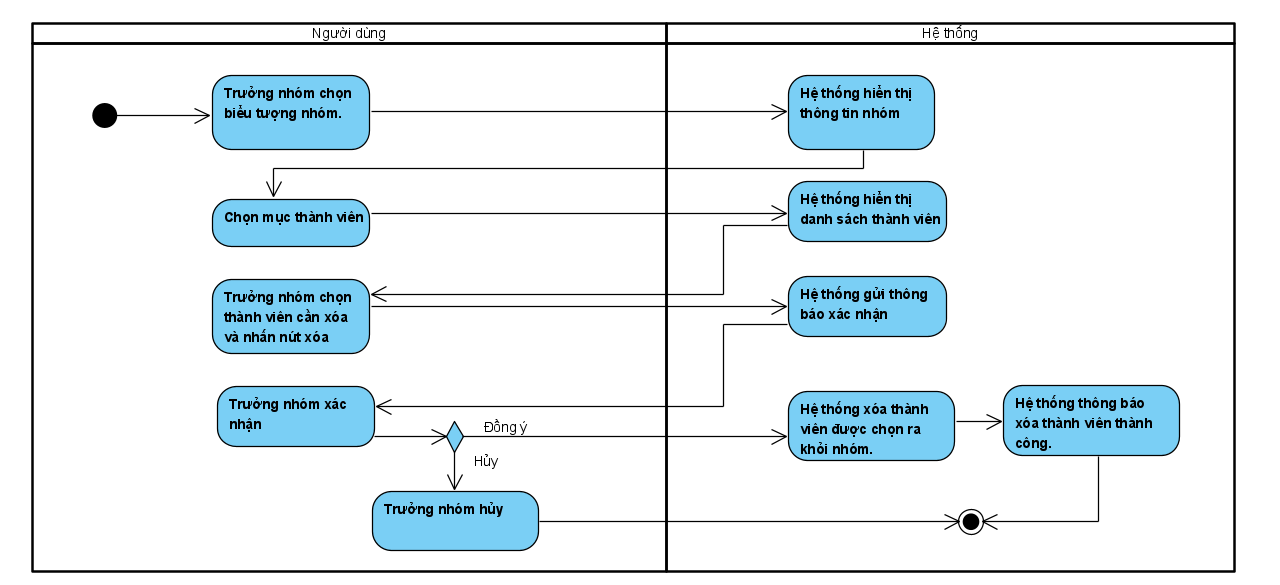 Người dùng
Hệ thống
Trưởng nhóm chọn
biểu tượng nhóm.
Hệ thống hiển thị
thông tin nhóm
Chọn mục thành viên
Hệ thống hiển thị
danh sách thành viên
Trưởng nhóm chọn
thành viên cần xóa
và nhấn nút xóa
Hệ thống gửi thông
báo xác nhận
Trưởng nhóm xác
nhận
Đồng ý
Hủy
Hệ thống xóa thành
viên được chọn ra
khỏi nhóm.
Hệ thống thông báo
xóa thành viên thành
công.
Trưởng nhóm hủy